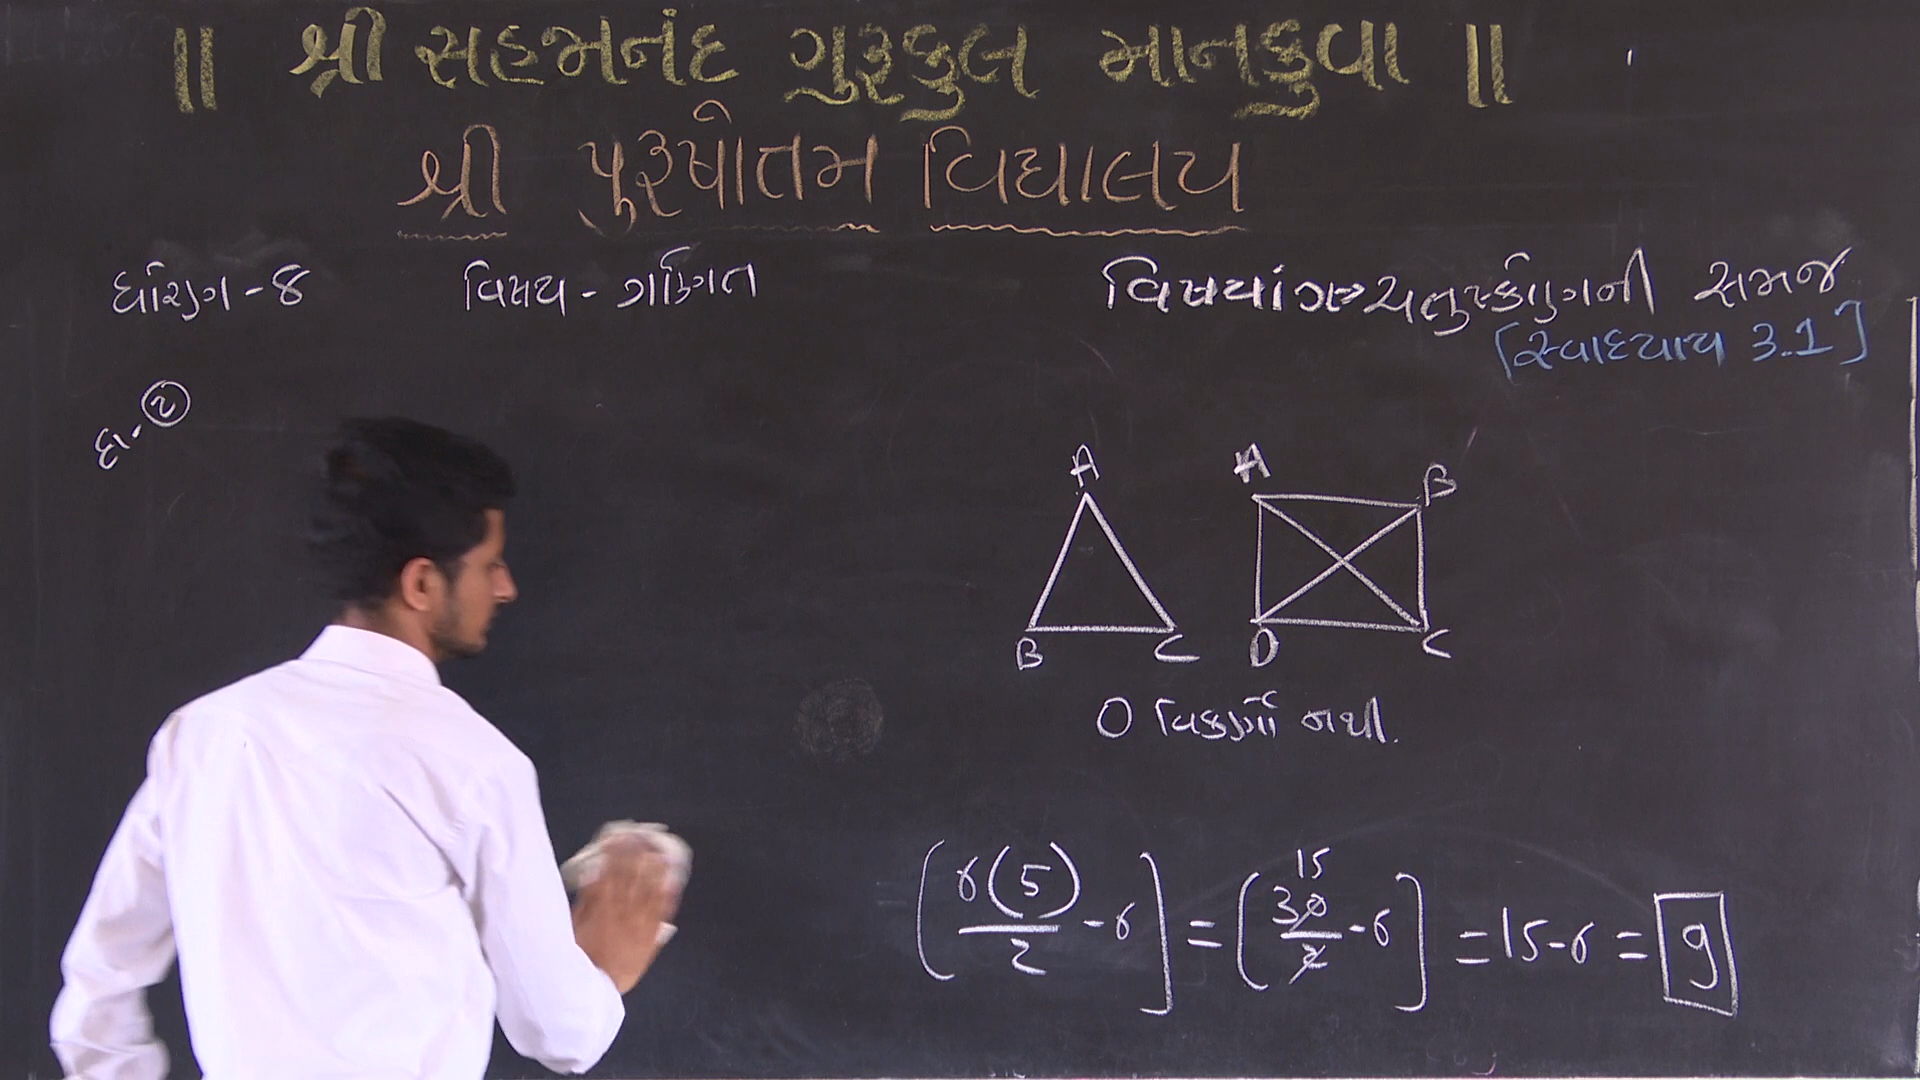 ॥ શ્રી સહજાનંદ ગુરૂકુલ માનકુવા ॥
શ્રી પુરૂષોતમ વિદ્યાલય
ધોરણ-૮ વિષય - ગણિત વિષયાંગ ચતુષ્કોણની સમજ
[સ્વાધ્યાય 3.1]
દા.-②
A A B
B C D C
0 વિકર્ણો નથી.
[6(5)/2 -6] = [30/2 -6] = 15-6 = 9
15